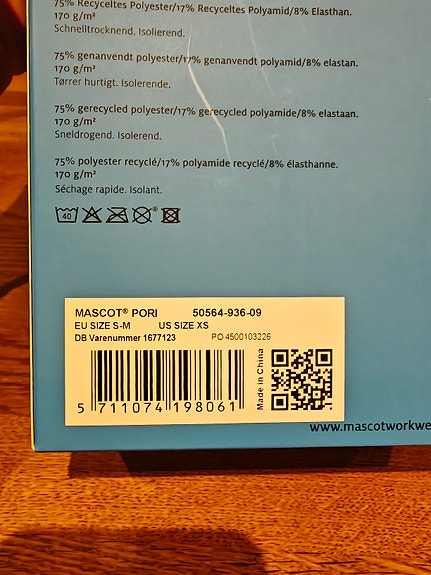 75% Recyceltes Polyester/17% Recyceltes Polyamid/8% Elasthan.
170 g/m²
Schnelltrocknend. Isolierend.
75% genanvendt polyester/17% genanvendt polyamid/8% elastan.
170 g/m²
Tørrer hurtigt. Isolerende.
75% gerecycled polyester/17% gerecycled polyamide/8% elastaan.
170 g/m²
Sneldrogend. Isolerend.
75% polyester recyclé/17% polyamide recyclé/8% élasthanne.
170 g/m²
Séchage rapide. Isolant.
40
MASCOT® PORI 50564-936-09
EU SIZE S-M US SIZE XS
DB Varenummer 1677123 PO 4500103226
Made in China
5 711074 198061
www.mascotworkwe